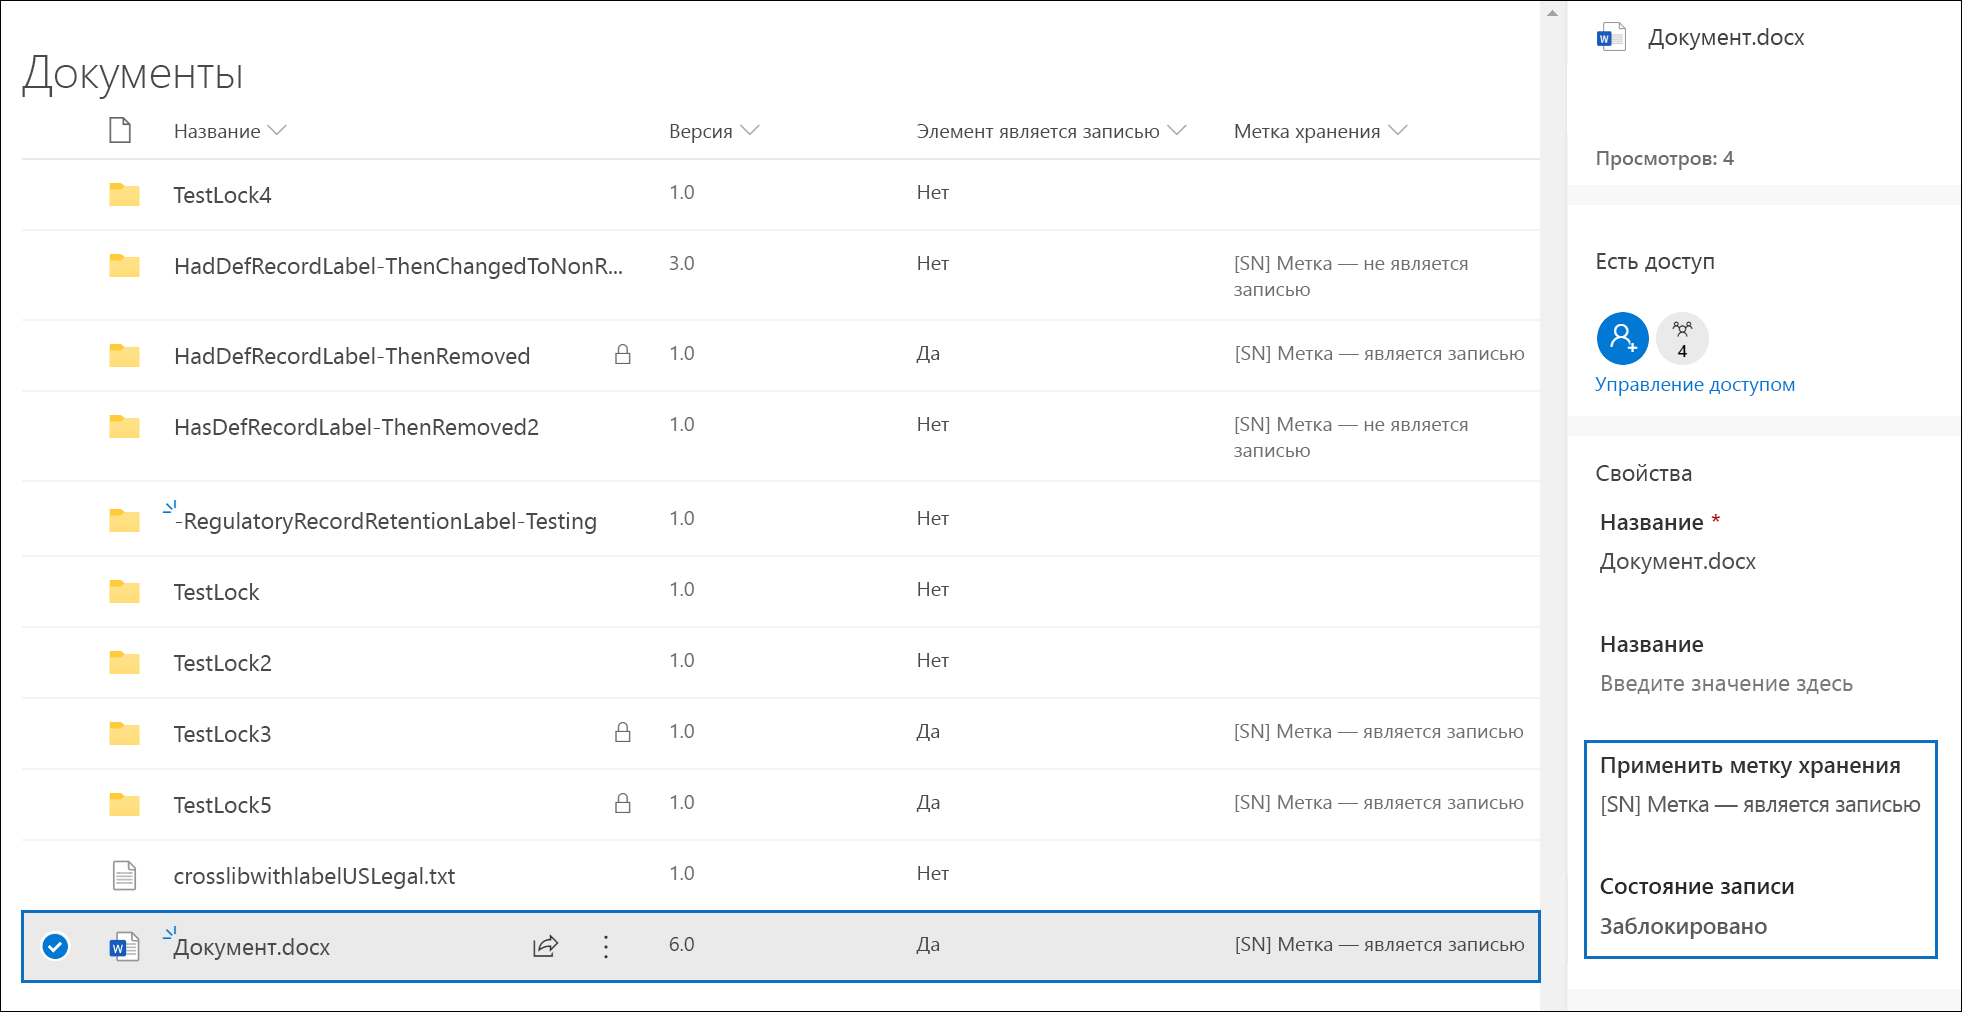 Документы
Название Версия Элемент является записью Метка хранения
TestLock4 1.0 Нет
HadDefRecordLabel-ThenChangedToNonR... 3.0 Нет [SN] Метка — не является
записью
HadDefRecordLabel-ThenRemoved 1.0 Да [SN] Метка — является записью
HasDefRecordLabel-ThenRemoved2 1.0 Нет [SN] Метка — не является
записью
-RegulatoryRecordRetentionLabel-Testing 1.0 Нет
TestLock 1.0 Нет
TestLock2 1.0 Нет
TestLock3 1.0 Да [SN] Метка — является записью
TestLock5 1.0 Да [SN] Метка — является записью
crosslibwithlabelUSLegal.txt 1.0 Нет
W Документ.docx 6.0 Да [SN] Метка — является записью
W Документ.docx
Просмотров: 4
Есть доступ
4
Управление доступом
Свойства
Название *
Документ.docx
Название
Введите значение здесь
Применить метку хранения
[SN] Метка — является записью
Состояние записи
Заблокировано